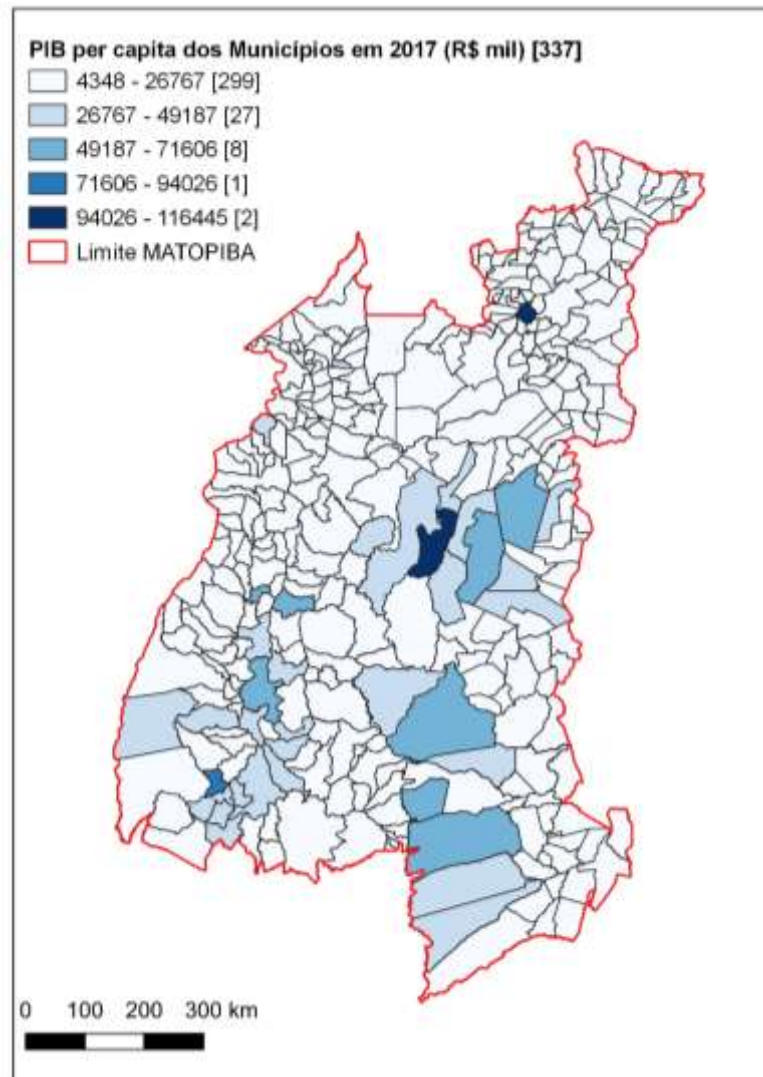 PIB per capita dos Municípios em 2017 (R$ mil) [337]
4348 - 26767 [299]
26767 - 49187 [27]
49187 - 71606 [8]
71606 - 94026 [1]
94026 - 116445 [2]
Limite MATOPIBA
0 100 200 300 km